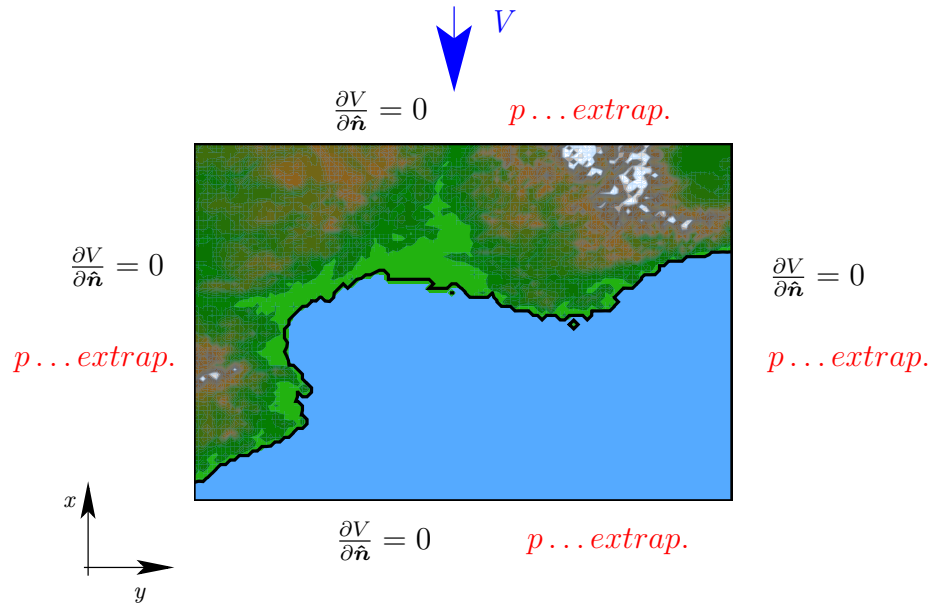 V
∂V/∂n̂ = 0 p...extrap.
∂V/∂n̂ = 0
∂V/∂n̂ = 0
p...extrap.
p...extrap.
x
y
∂V/∂n̂ = 0 p...extrap.